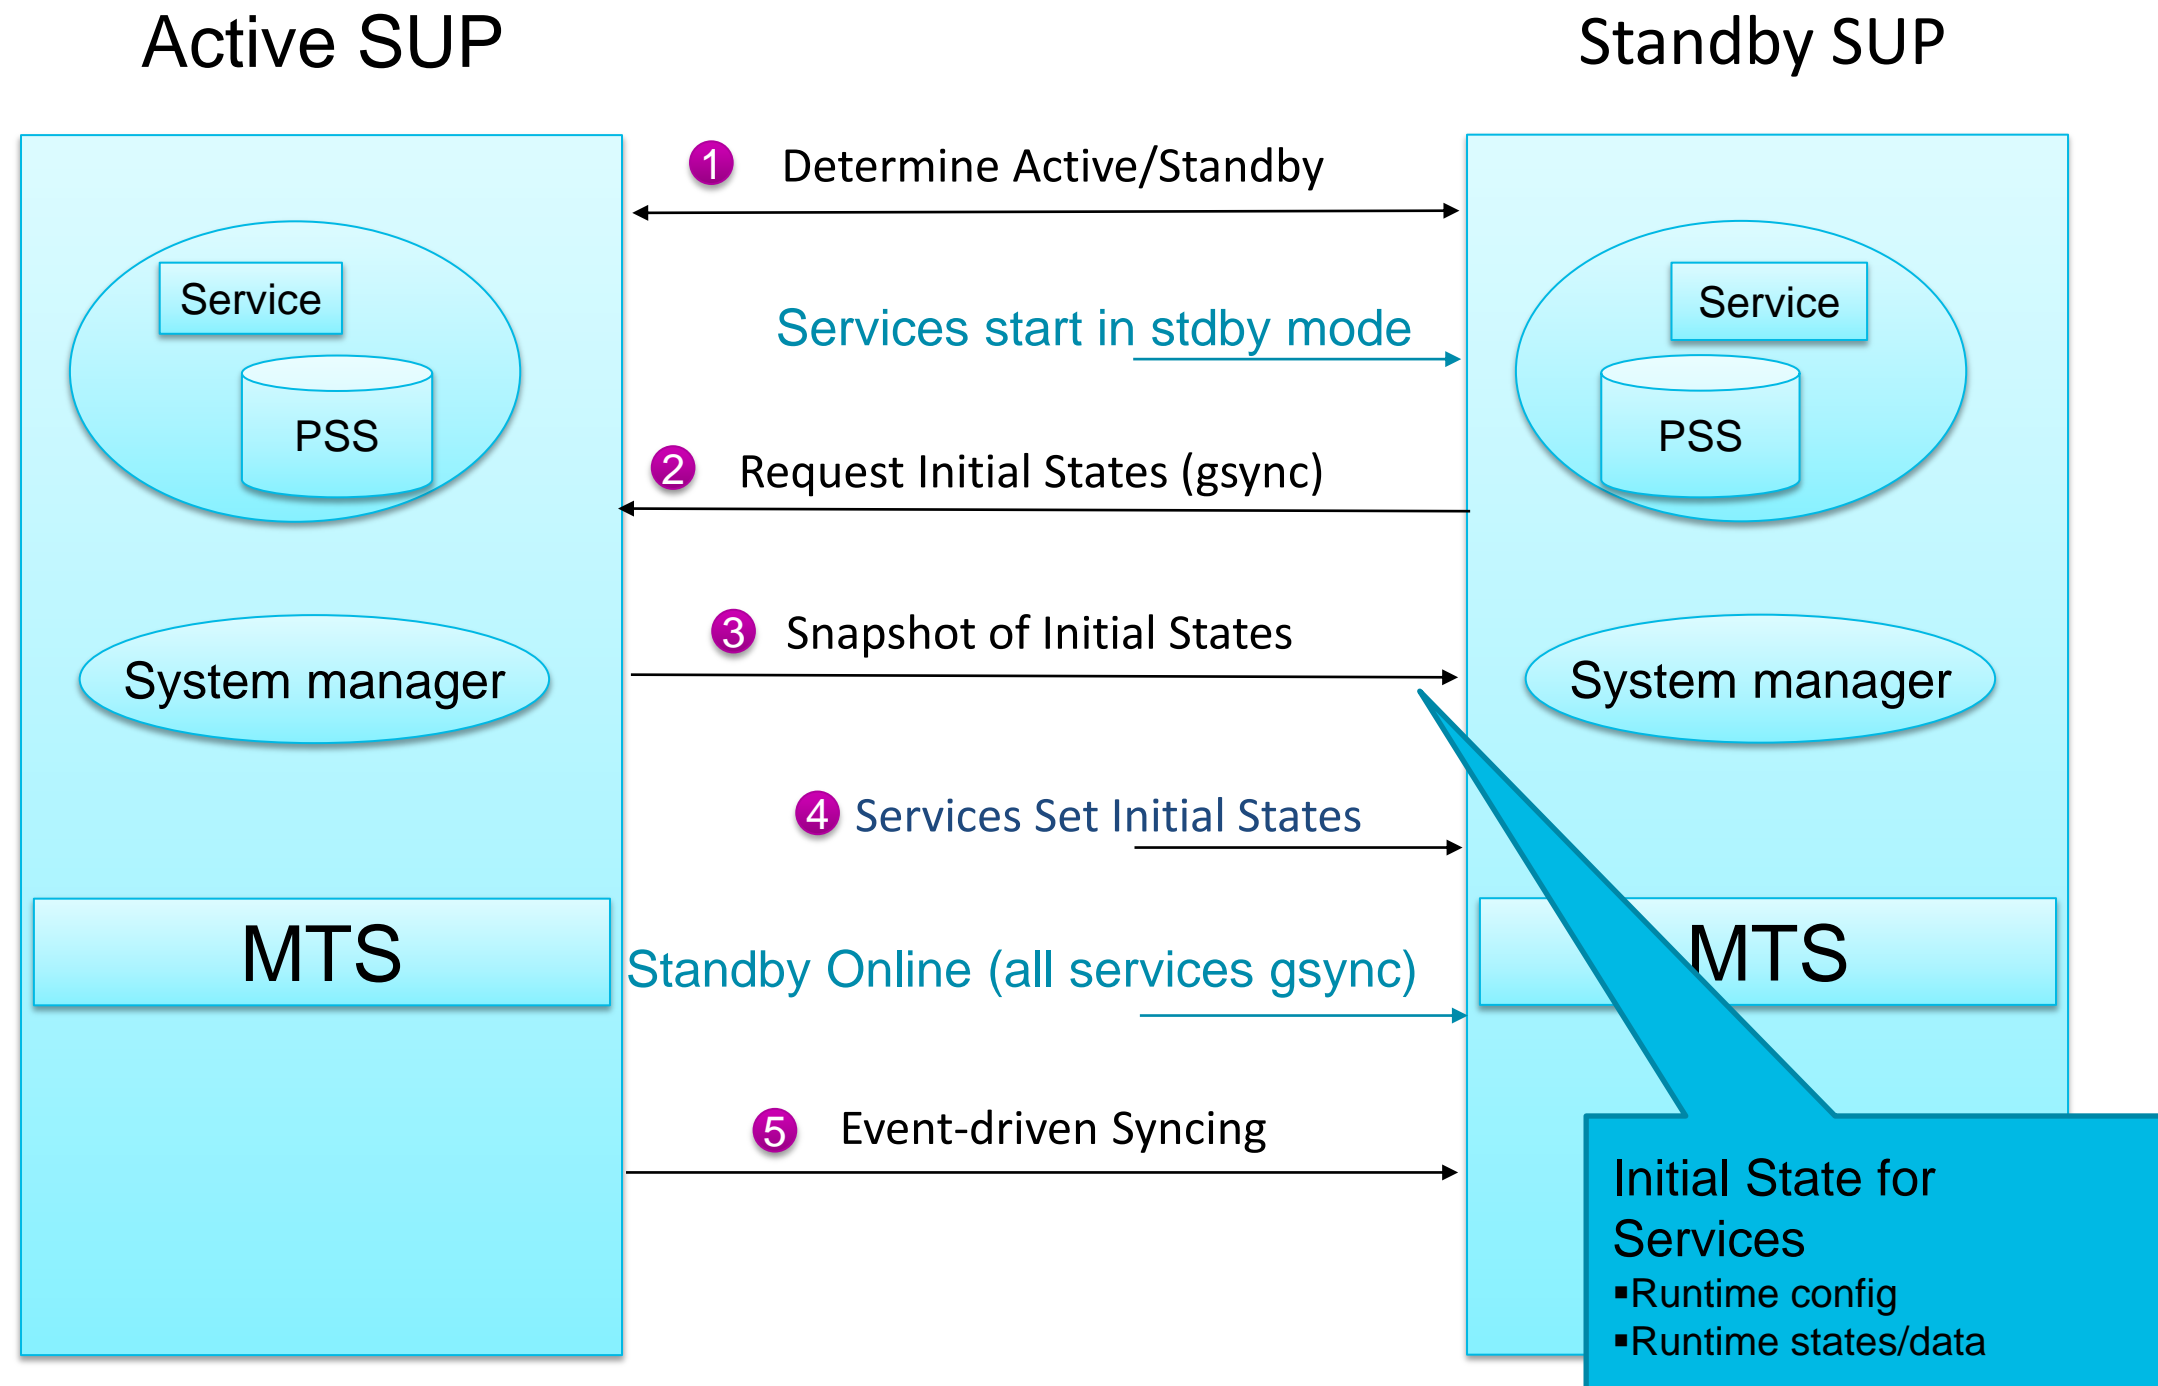 Active SUP
Standby SUP
1 Determine Active/Standby
Service
Service
Services start in stdby mode
PSS
PSS
2 Request Initial States (gsync)
3 Snapshot of Initial States
System manager
System manager
4 Services Set Initial States
MTS
MTS
Standby Online (all services gsync)
5 Event-driven Syncing
Initial State for
Services
▪Runtime config
▪Runtime states/data